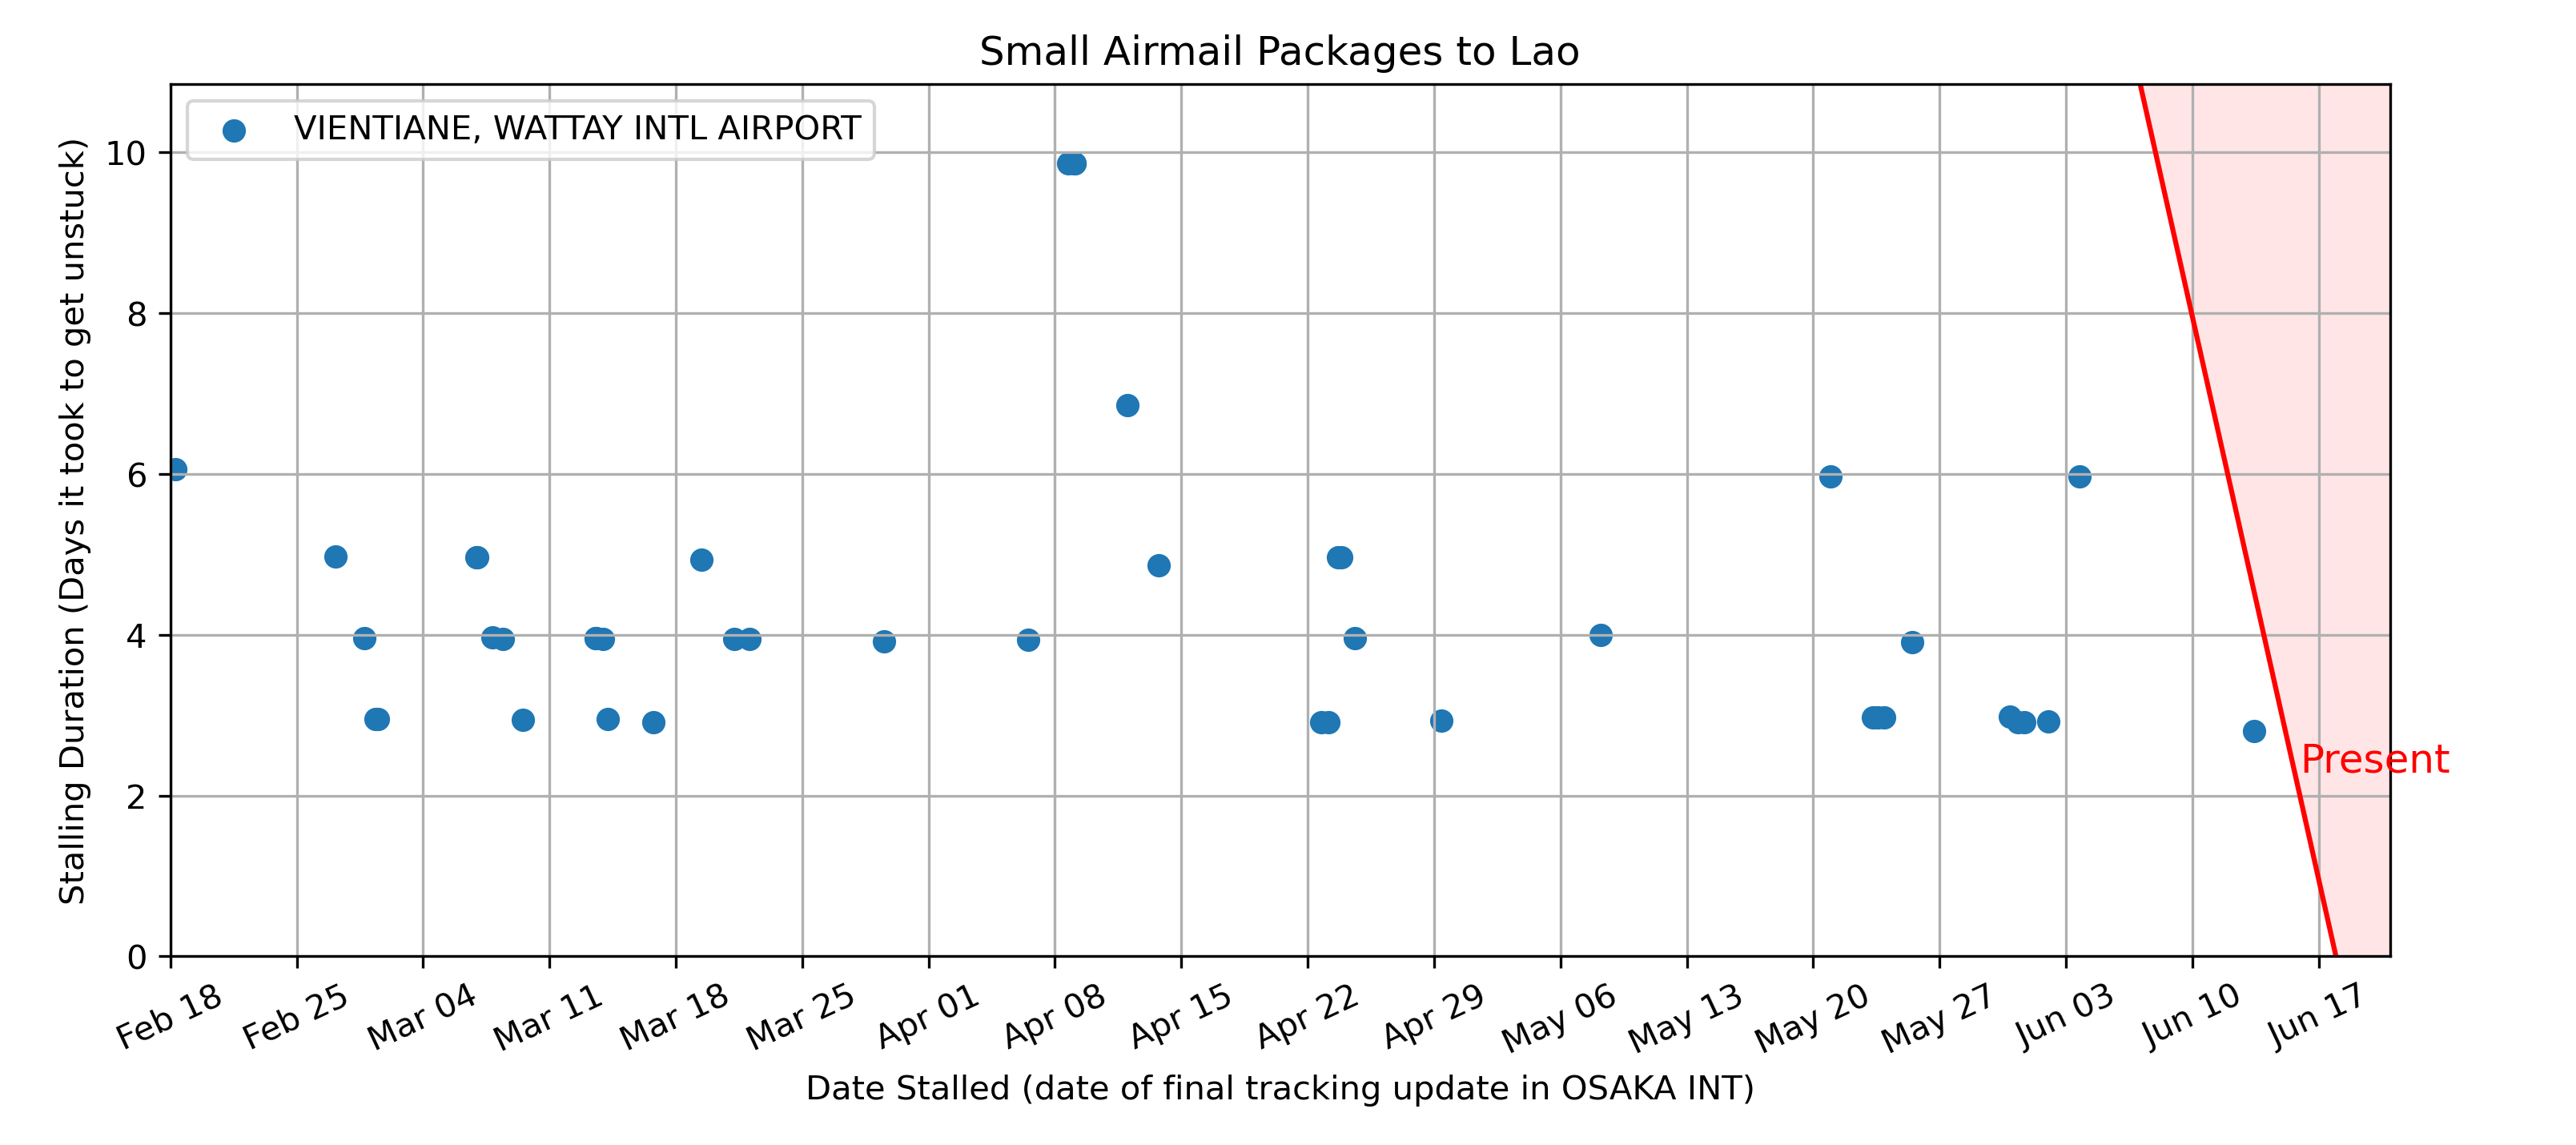 Small Airmail Packages to Lao
VIENTIANE, WATTAY INTL AIRPORT
Stalling Duration (Days it took to get unstuck)
10
8
6
4
2
0
Present
Feb 18
Feb 25
Mar 04
Mar 11
Mar 18
Mar 25
Apr 01
Apr 08
Apr 15
Apr 22
Apr 29
May 06
May 13
May 20
May 27
Jun 03
Jun 10
Jun 17
Date Stalled (date of final tracking update in OSAKA INT)